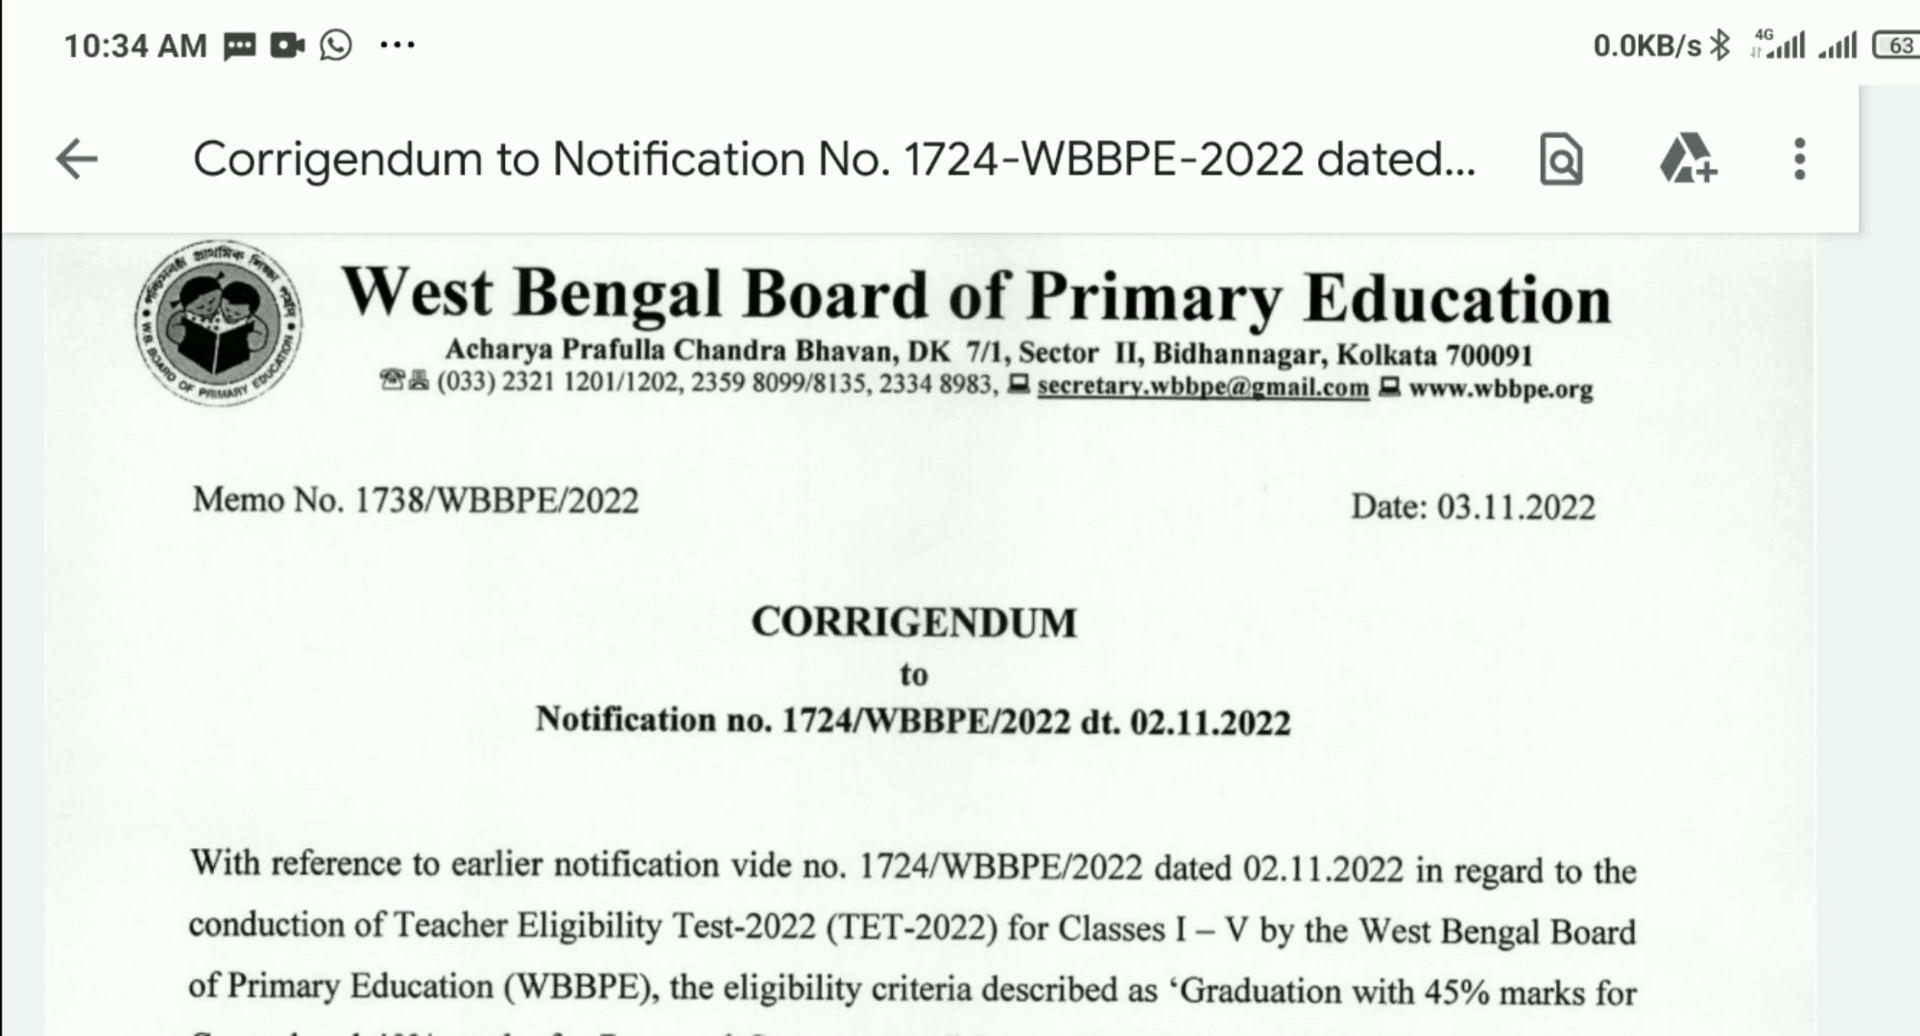 10:34 AM ...
0.0KB/s 4G 63
Corrigendum to Notification No. 1724-WBBPE-2022 dated...
W.B. BOARD OF PRIMARY EDUCATION
West Bengal Board of Primary Education
Acharya Prafulla Chandra Bhavan, DK 7/1, Sector II, Bidhannagar, Kolkata 700091
(033) 2321 1201/1202, 2359 8099/8135, 2334 8983, secretary.wbbpe@gmail.com www.wbbpe.org
Memo No. 1738/WBBPE/2022
Date: 03.11.2022
CORRIGENDUM
to
Notification no. 1724/WBBPE/2022 dt. 02.11.2022
With reference to earlier notification vide no. 1724/WBBPE/2022 dated 02.11.2022 in regard to the
conduction of Teacher Eligibility Test-2022 (TET-2022) for Classes I – V by the West Bengal Board
of Primary Education (WBBPE), the eligibility criteria described as ‘Graduation with 45% marks for